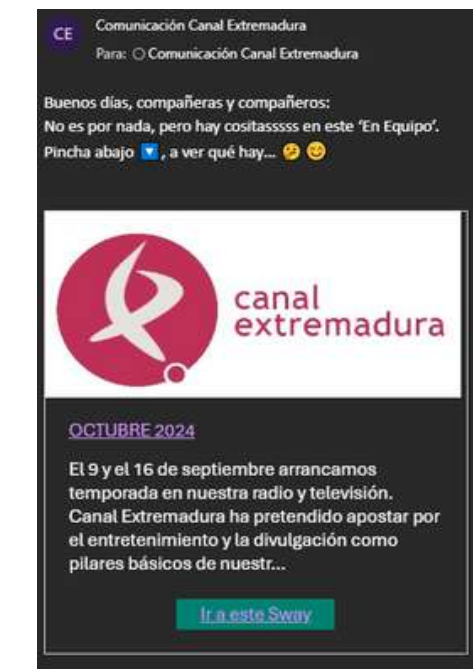 CE
Comunicación Canal Extremadura
Para: Comunicación Canal Extremadura
Buenos días, compañeras y compañeros:
No es por nada, pero hay cositasssss en este ‘En Equipo’.
Pincha abajo 🔽, a ver qué hay... 🤔 😊
canal
extremadura
OCTUBRE 2024
El 9 y el 16 de septiembre arrancamos
temporada en nuestra radio y televisión.
Canal Extremadura ha pretendido apostar por
el entretenimiento y la divulgación como
pilares básicos de nuestr...
Ir a este Sway